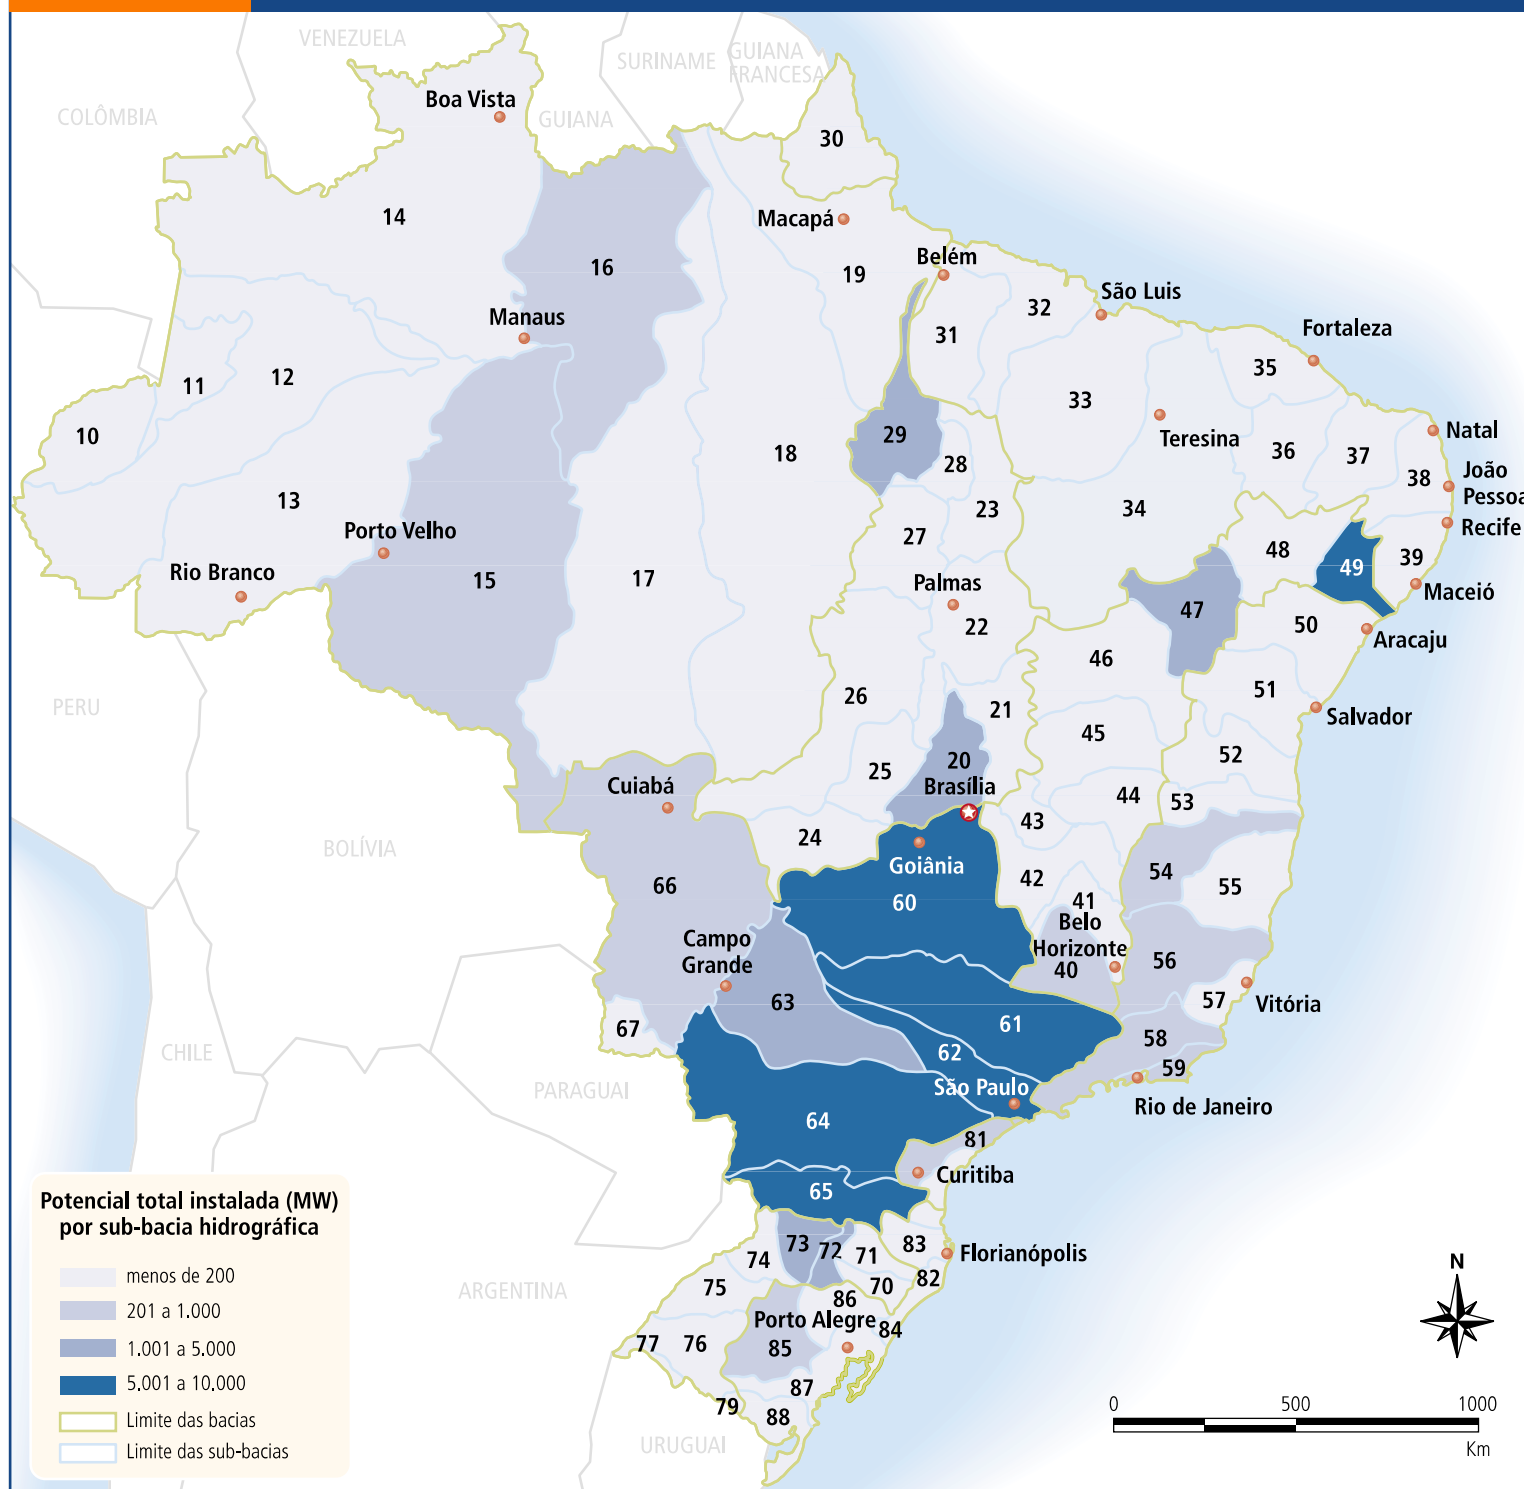 VENEZUELA
SURINAME
GUIANA
FRANCESA
COLÔMBIA
Boa Vista
GUIANA
30
14
Macapá
16
19
Belém
São Luis
32
Manaus
31
Fortaleza
35
11
12
33
10
29
18
Teresina
Natal
28
36
37
38
João
Pessoa
13
23
34
Porto Velho
27
Recife
48
39
Rio Branco
15
17
Palmas
49
Maceió
22
47
50
Aracaju
46
26
21
51
PERU
Salvador
45
20
52
25
Brasília
Cuiabá
44
53
43
24
BOLÍVIA
Goiânia
54
66
42
55
60
41
Belo
Horizonte
Campo
Grande
40
56
63
57
Vitória
67
61
58
CHILE
62
59
PARAGUAI
São Paulo
Rio de Janeiro
64
81
Curitiba
65
Potencial total instalada (MW)
por sub-bacia hidrográfica
menos de 200
201 a 1.000
1.001 a 5.000
5.001 a 10.000
Limite das bacias
Limite das sub-bacias
73
72
71
83
Florianópolis
74
75
70
82
ARGENTINA
86
Porto Alegre
84
77
76
85
87
79
88
URUGUAI
N
0
500
1000
Km